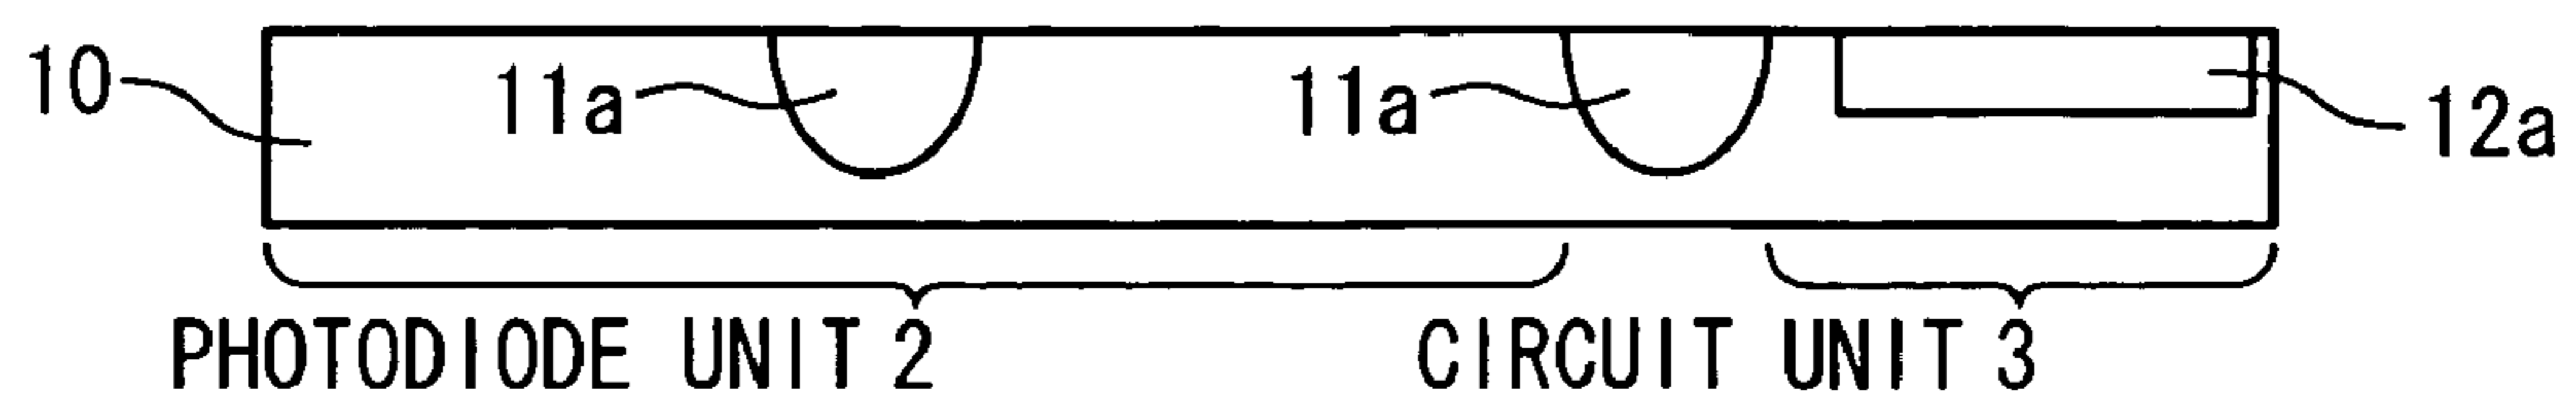 10
11a
11a
12a
PHOTODIODE UNIT 2
CIRCUIT UNIT 3